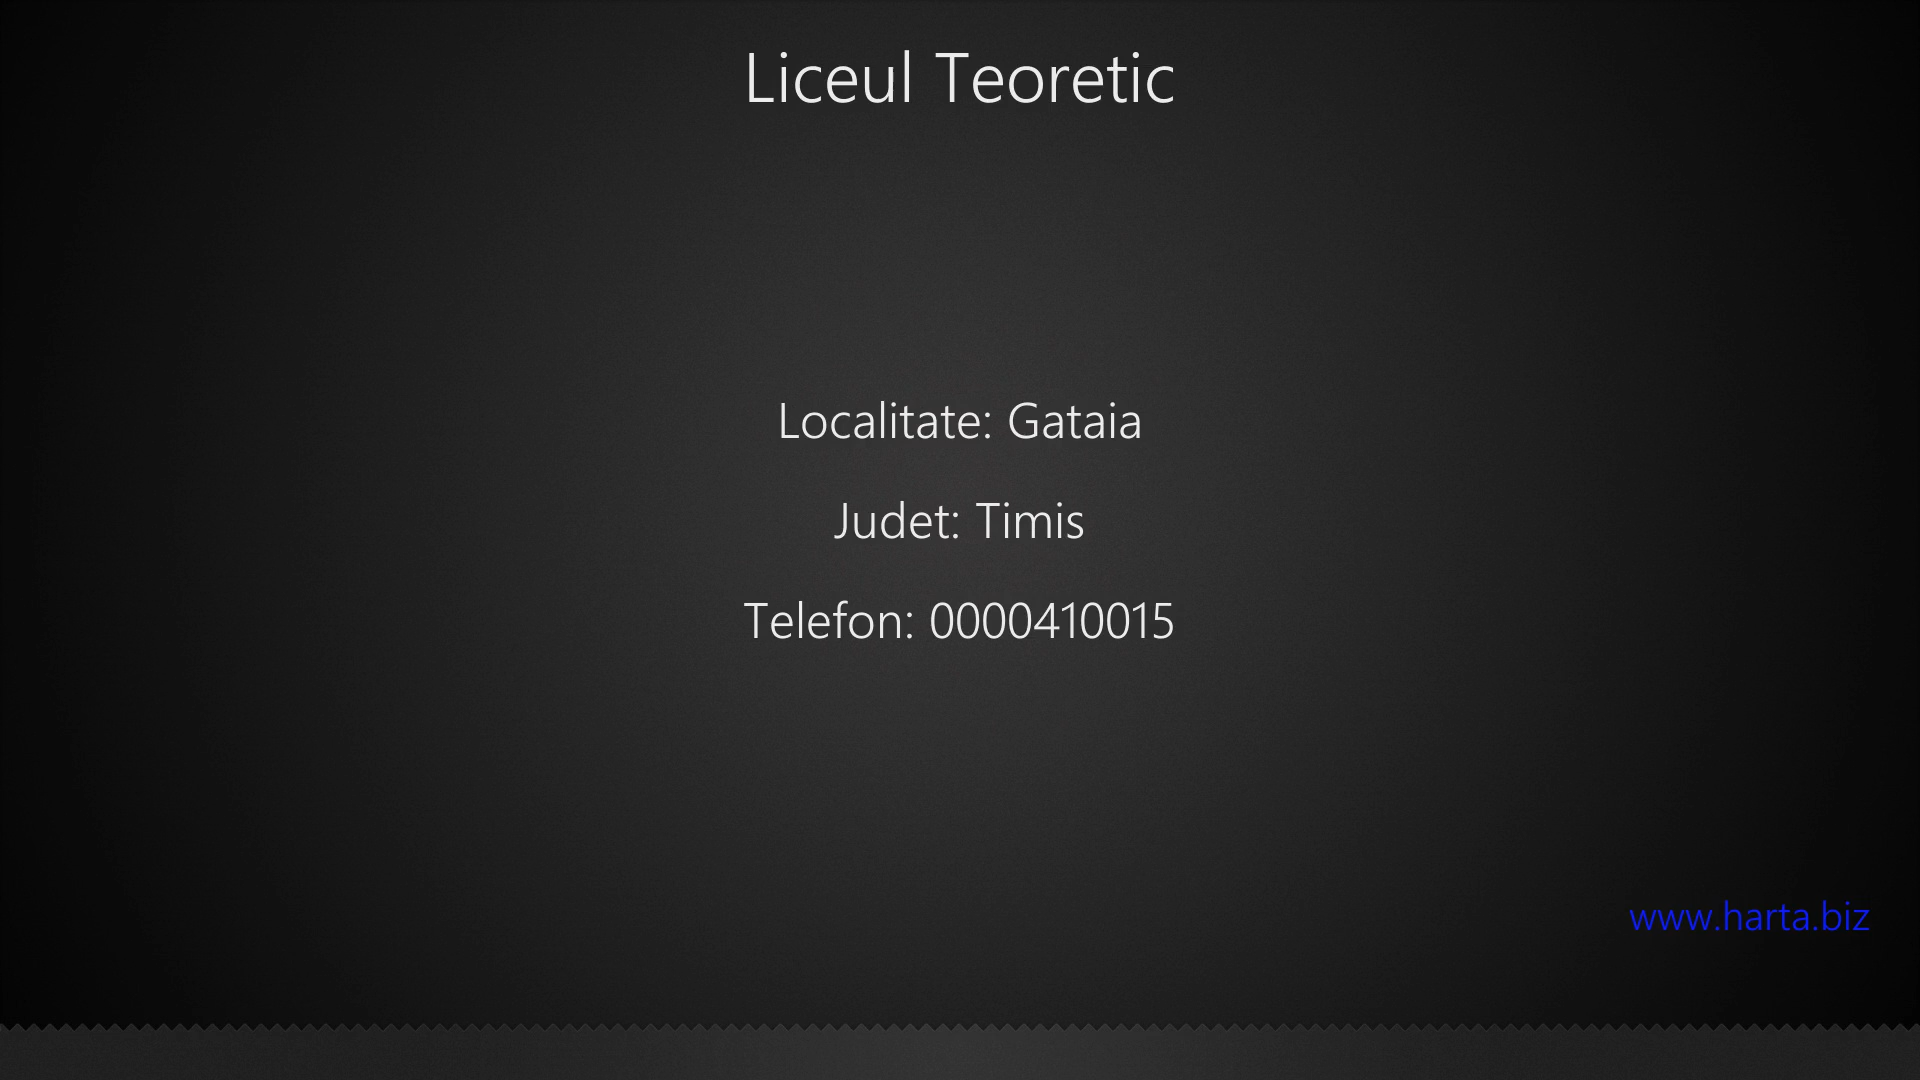 Liceul Teoretic
Localitate: Gataia
Judet: Timis
Telefon: 0000410015
www.harta.biz